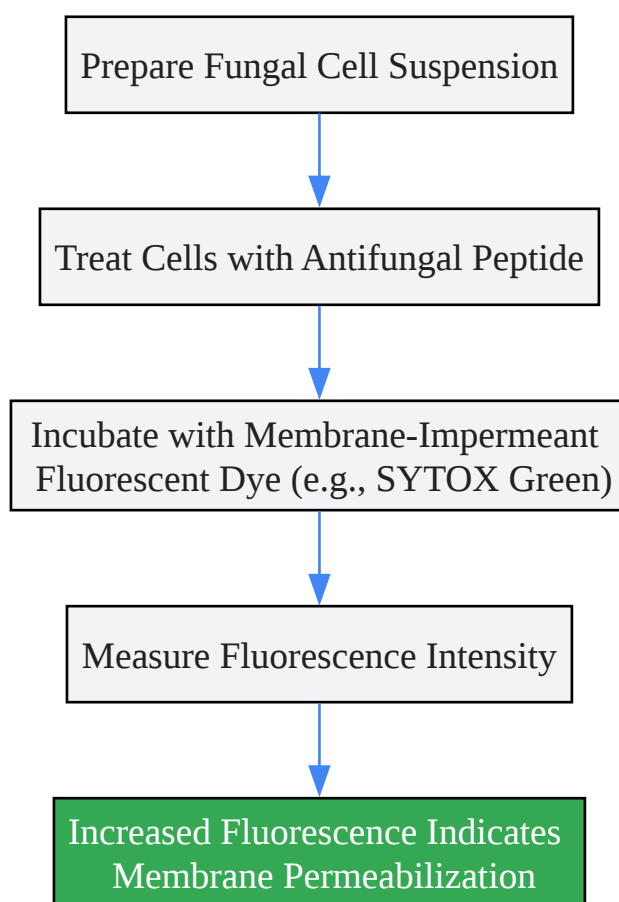 Prepare Fungal Cell Suspension
Treat Cells with Antifungal Peptide
Incubate with Membrane-Impermeant
Fluorescent Dye (e.g., SYTOX Green)
Measure Fluorescence Intensity
Increased Fluorescence Indicates
Membrane Permeabilization